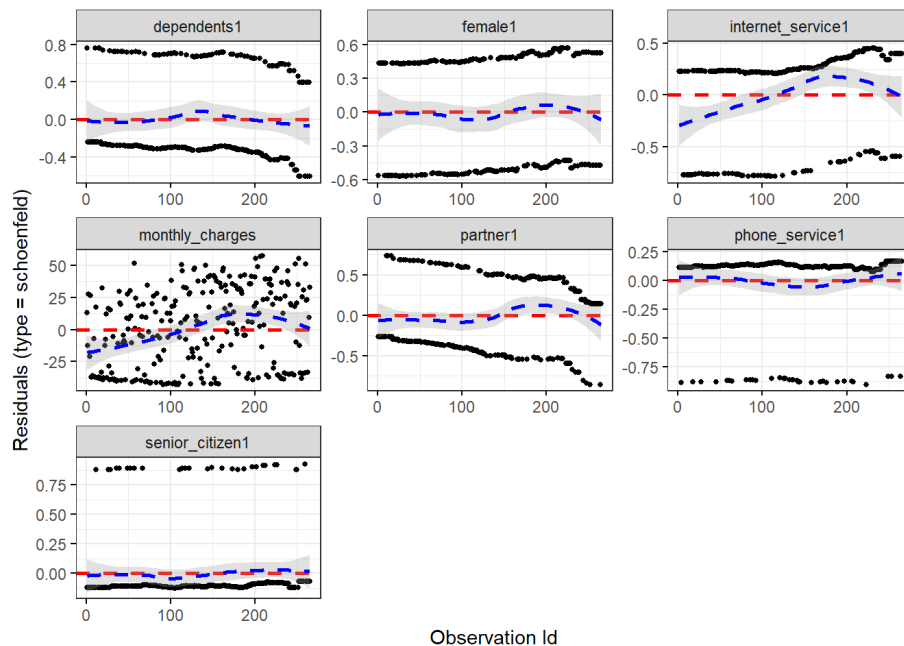 dependents1
female1
internet_service1
0.8
0.4
0.0
-0.4
0 100 200
0.6
0.3
0.0
-0.3
-0.6
0 100 200
0.5
0.0
-0.5
0 100 200
monthly_charges
partner1
phone_service1
50
25
0
-25
0 100 200
0.5
0.0
-0.5
0 100 200
0.25
0.00
-0.25
-0.50
-0.75
0 100 200
senior_citizen1
0.75
0.50
0.25
0.00
0 100 200
Residuals (type = schoenfeld)
Observation Id